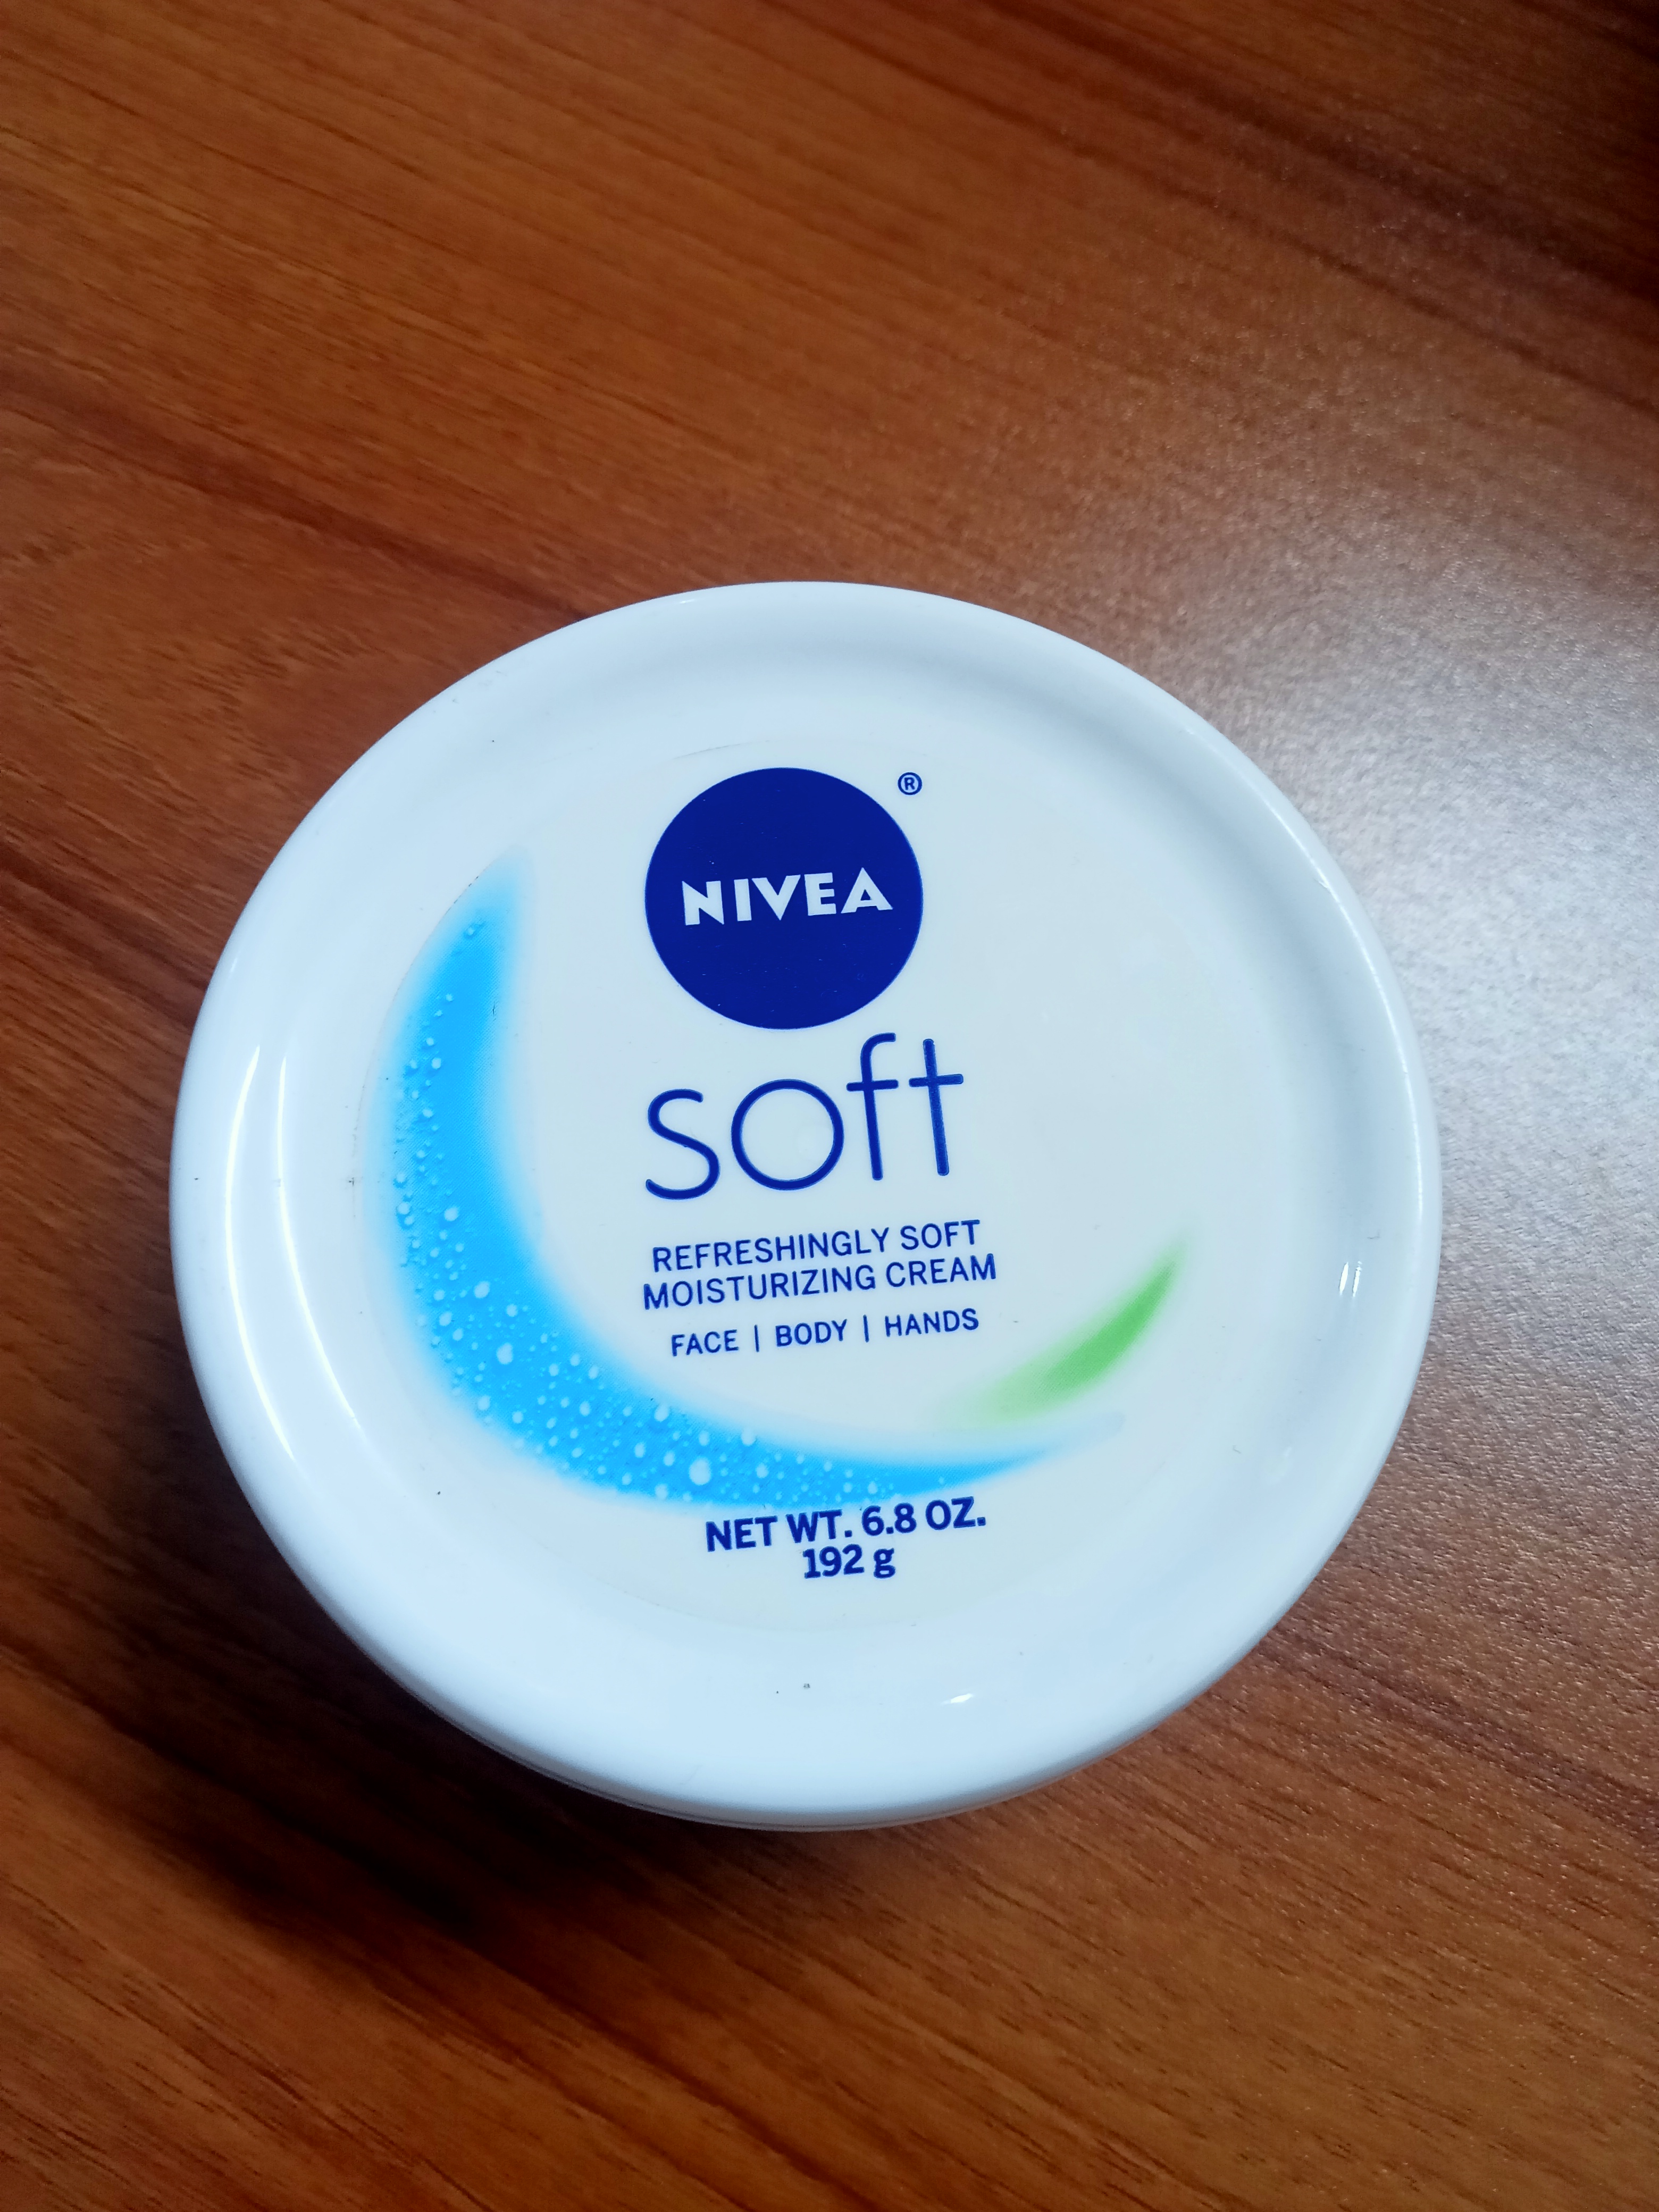 NIVEA ®
soft
REFRESHINGLY SOFT
MOISTURIZING CREAM
FACE | BODY | HANDS
NET WT. 6.8 OZ.
192 g